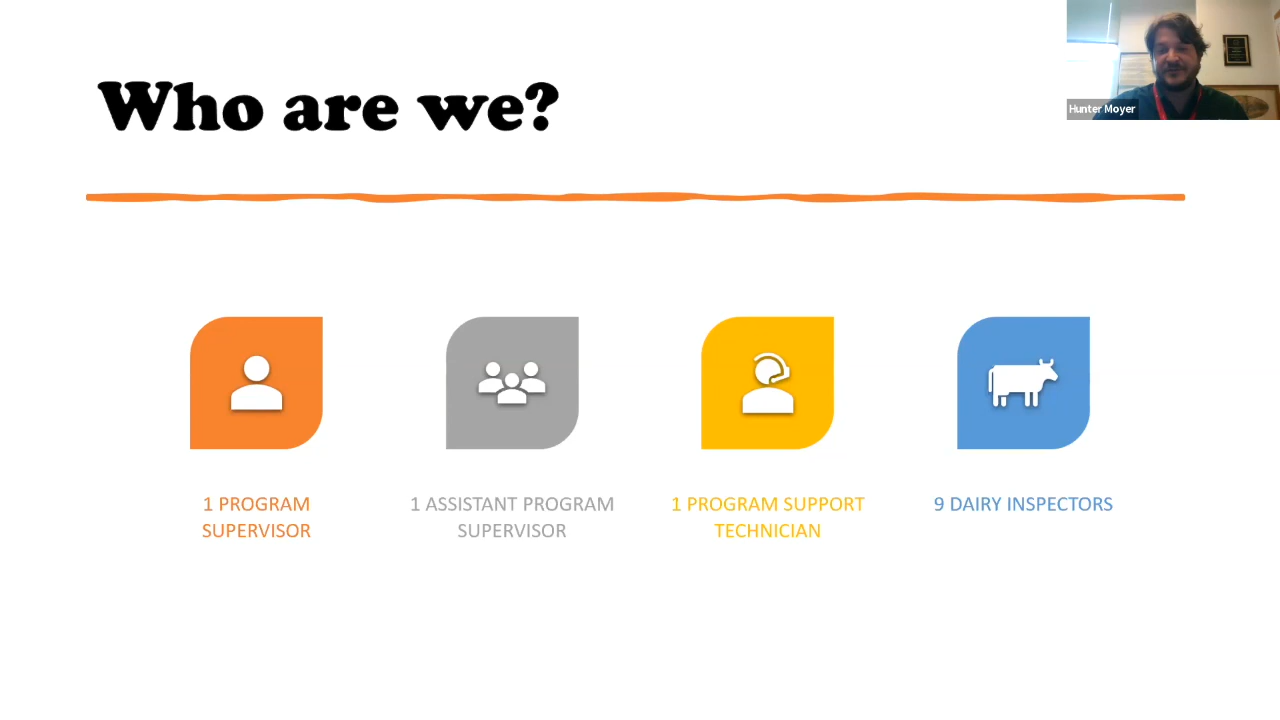 Who are we?
Hunter Moyer
1 PROGRAM
SUPERVISOR
1 ASSISTANT PROGRAM
SUPERVISOR
1 PROGRAM SUPPORT
TECHNICIAN
9 DAIRY INSPECTORS